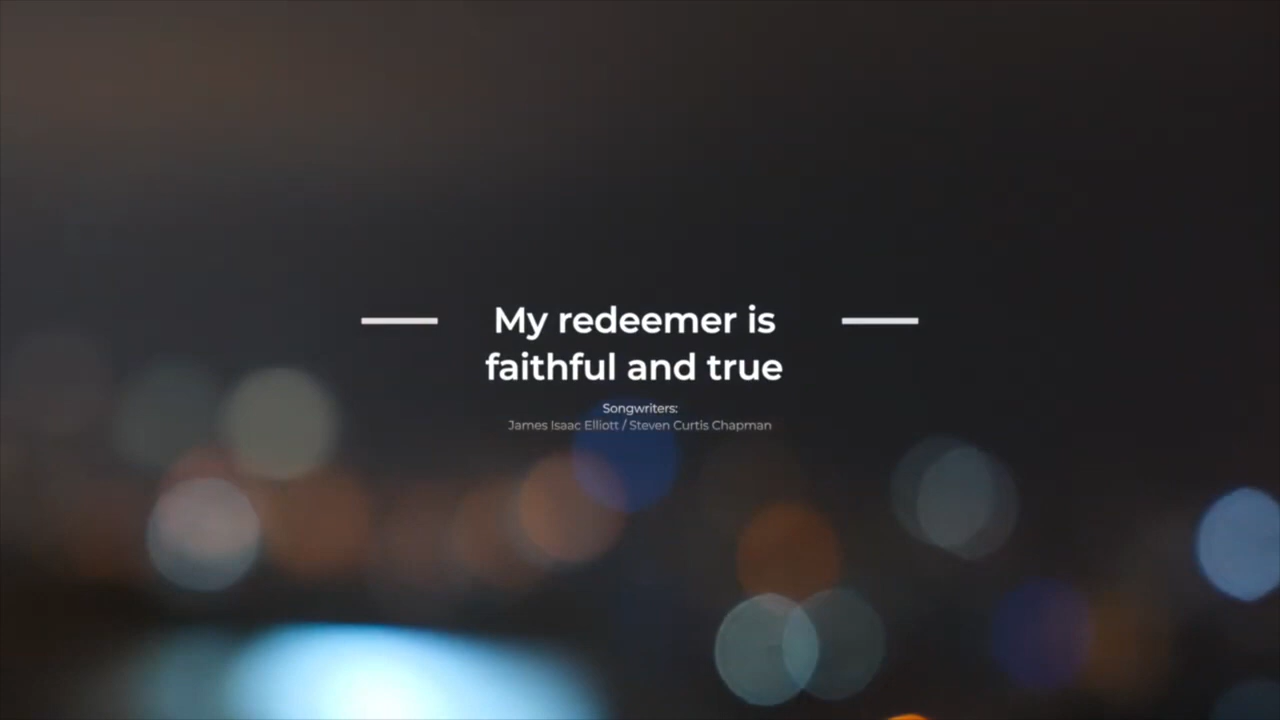 My redeemer is
faithful and true
Songwriters:
James Isaac Elliott / Steven Curtis Chapman